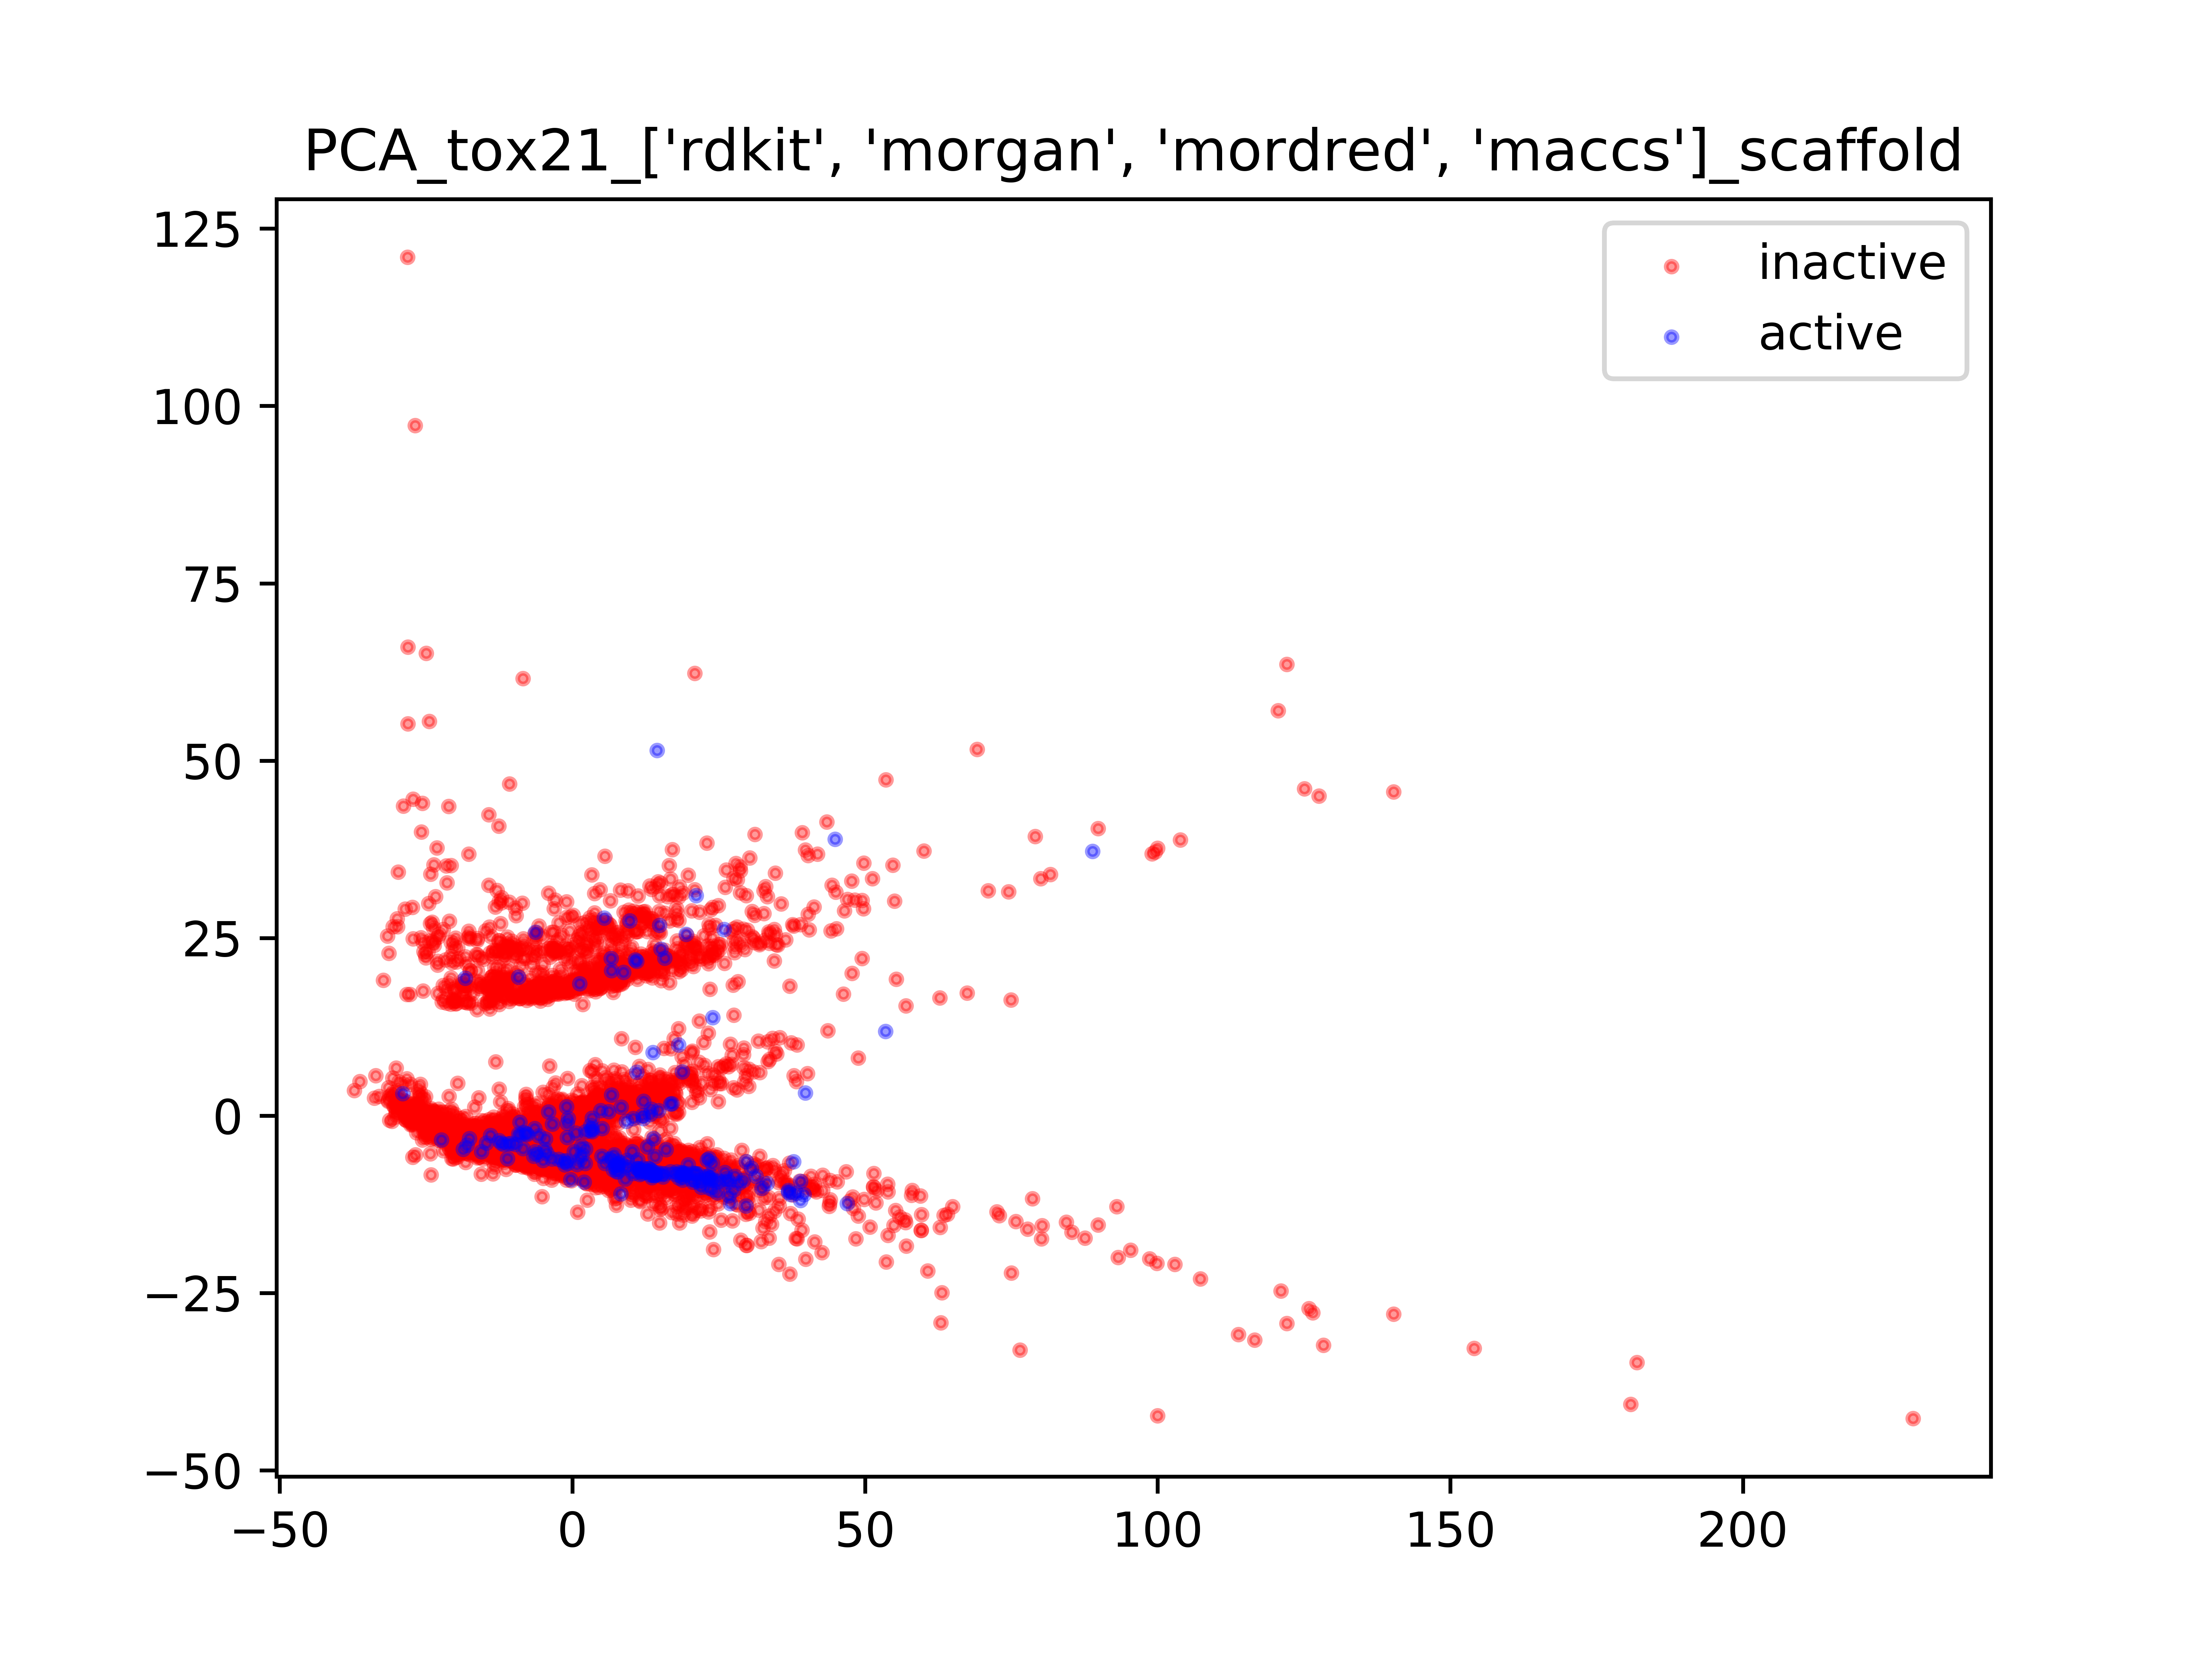 PCA_tox21_['rdkit', 'morgan', 'mordred', 'maccs']_scaffold
inactive
active
125
100
75
50
25
0
−25
−50
−50 0 50 100 150 200